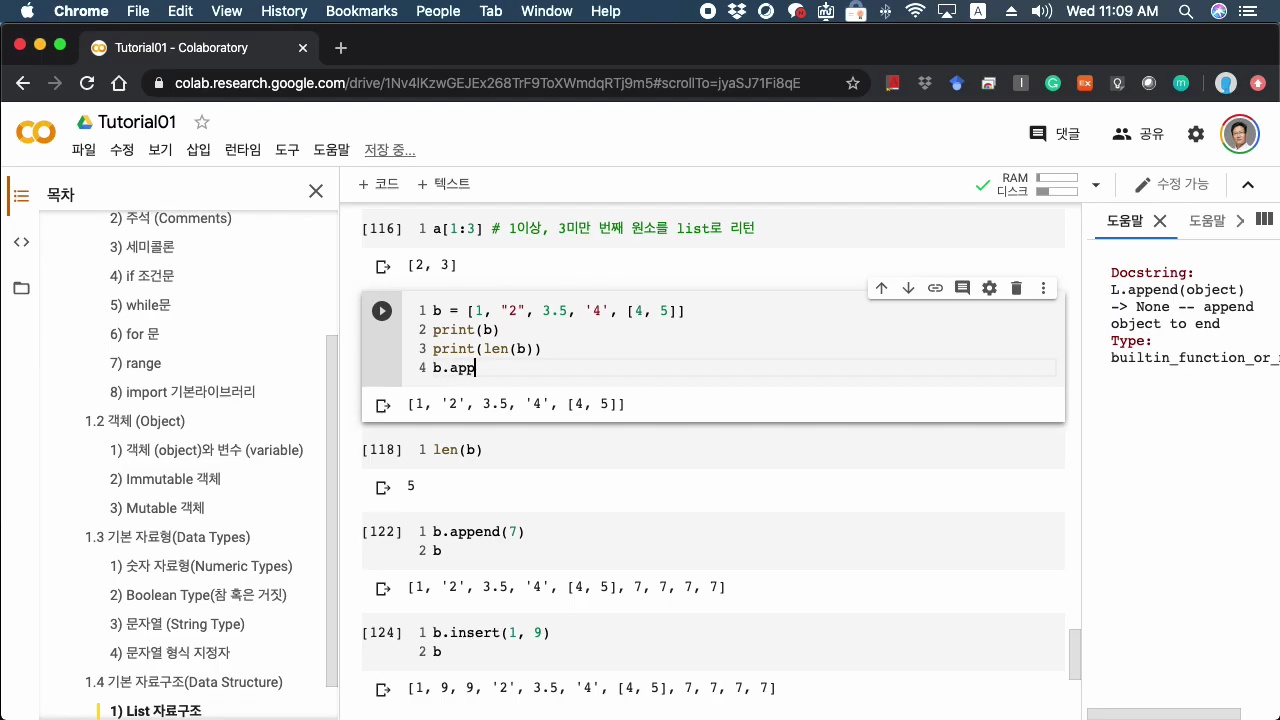 Chrome File Edit View History Bookmarks People Tab Window Help A Wed 11:09 AM
Tutorial01 - Colaboratory
colab.research.google.com/drive/1Nv4lKzwGEJEx268TrF9ToXWmdqRTj9m5#scrollTo=jyaSJ71Fi8qE
Tutorial01
파일 수정 보기 삽입 런타임 도구 도움말 저장 중...
댓글 공유
목차
+ 코드 + 텍스트
RAM
디스크
수정 가능
2) 주석 (Comments)
3) 세미콜론
4) if 조건문
5) while문
6) for 문
7) range
8) import 기본라이브러리
1.2 객체 (Object)
1) 객체 (object)와 변수 (variable)
2) Immutable 객체
3) Mutable 객체
1.3 기본 자료형(Data Types)
1) 숫자 자료형(Numeric Types)
2) Boolean Type(참 혹은 거짓)
3) 문자열 (String Type)
4) 문자열 형식 지정자
1.4 기본 자료구조(Data Structure)
1) List 자료구조
[116] 1 a[1:3] # 1이상, 3미만 번째 원소를 list로 리턴
[2, 3]
1 b = [1, "2", 3.5, '4', [4, 5]]
2 print(b)
3 print(len(b))
4 b.app
[1, '2', 3.5, '4', [4, 5]]
[118] 1 len(b)
5
[122] 1 b.append(7)
2 b
[1, '2', 3.5, '4', [4, 5], 7, 7, 7, 7]
[124] 1 b.insert(1, 9)
2 b
[1, 9, 9, '2', 3.5, '4', [4, 5], 7, 7, 7, 7]
도움말 도움말
Docstring:
L.append(object)
-> None -- append
object to end
Type:
builtin_function_or_